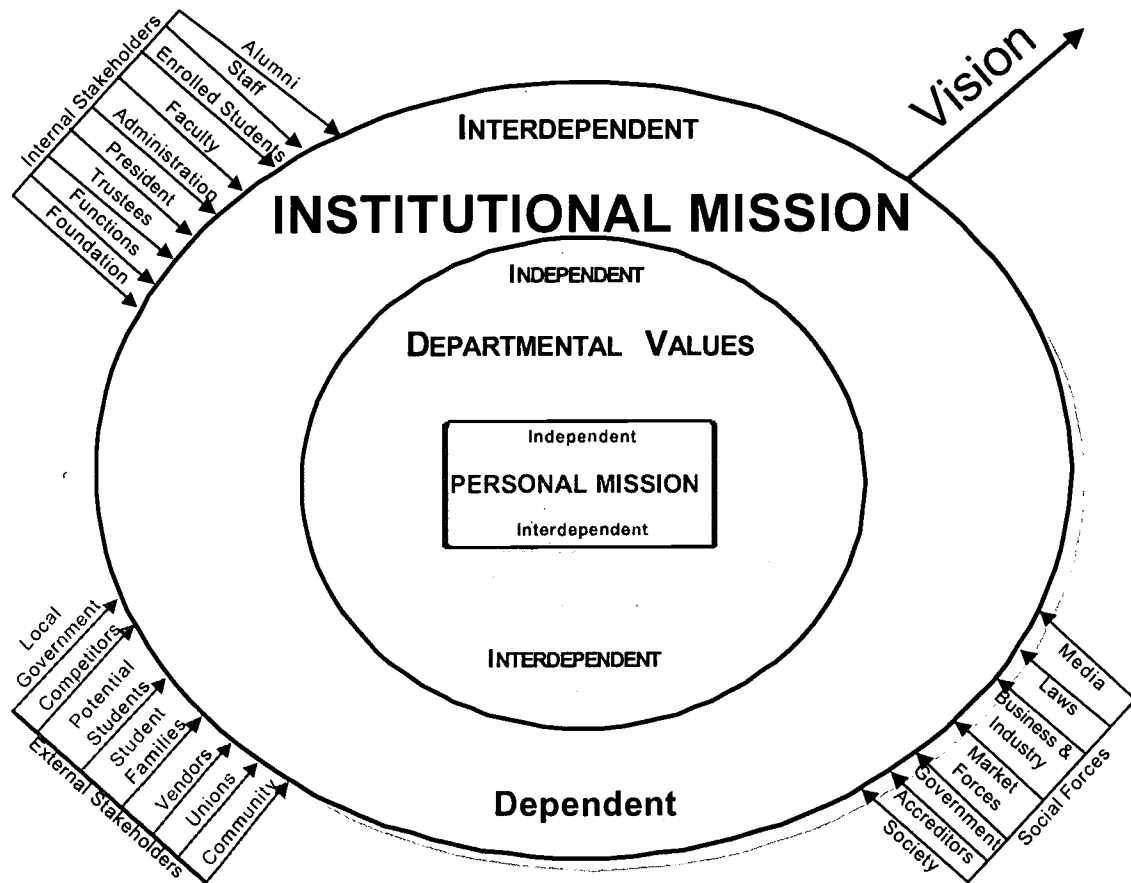 Internal Stakeholders
Alumni
Staff
Enrolled Students
Faculty
Administration
President
Trustees
Functions
Foundation
Vision
INTERDEPENDENT
INSTITUTIONAL MISSION
INDEPENDENT
DEPARTMENTAL VALUES
Independent
PERSONAL MISSION
Interdependent
INTERDEPENDENT
Dependent
Local
Government
Competitors
Potential
Students
Student
Families
Vendors
Unions
Community
External Stakeholders
Media
Laws
Business &
Industry
Market
Forces
Government
Accreditors
Society
Social Forces